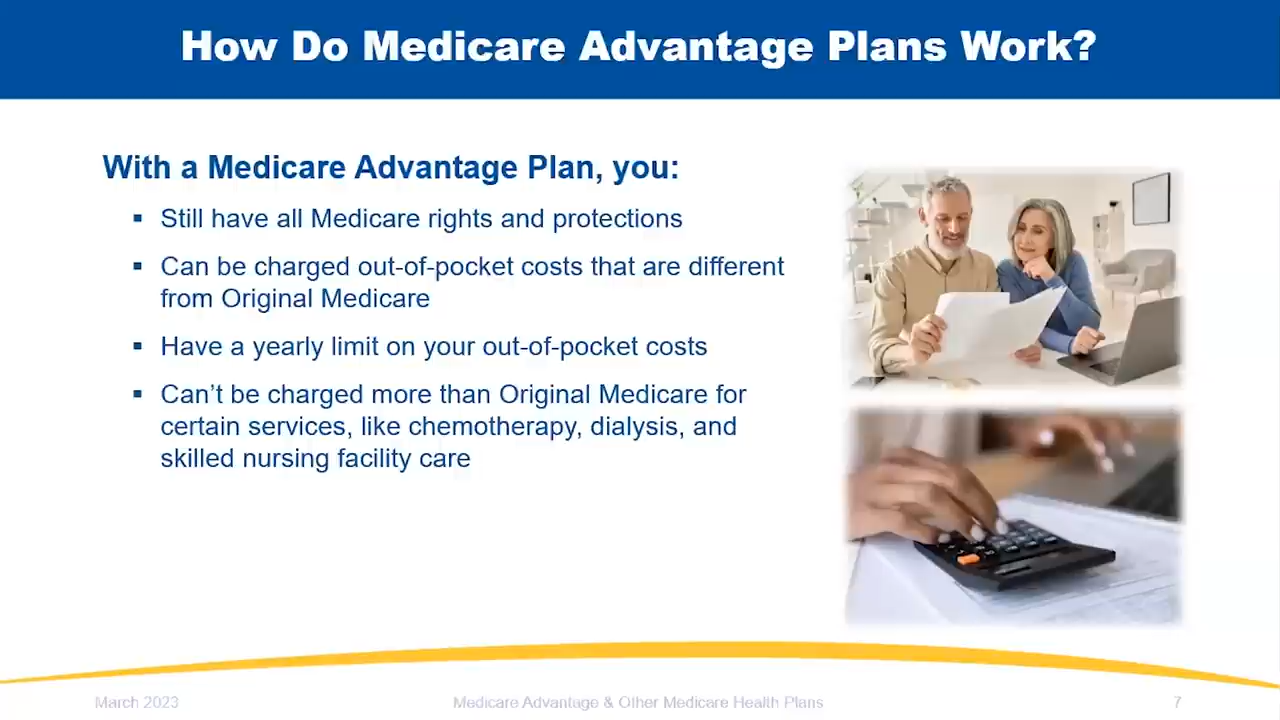 How Do Medicare Advantage Plans Work?
With a Medicare Advantage Plan, you:
▪ Still have all Medicare rights and protections
▪ Can be charged out-of-pocket costs that are different
from Original Medicare
▪ Have a yearly limit on your out-of-pocket costs
▪ Can’t be charged more than Original Medicare for
certain services, like chemotherapy, dialysis, and
skilled nursing facility care
March 2023
Medicare Advantage & Other Medicare Health Plans
7